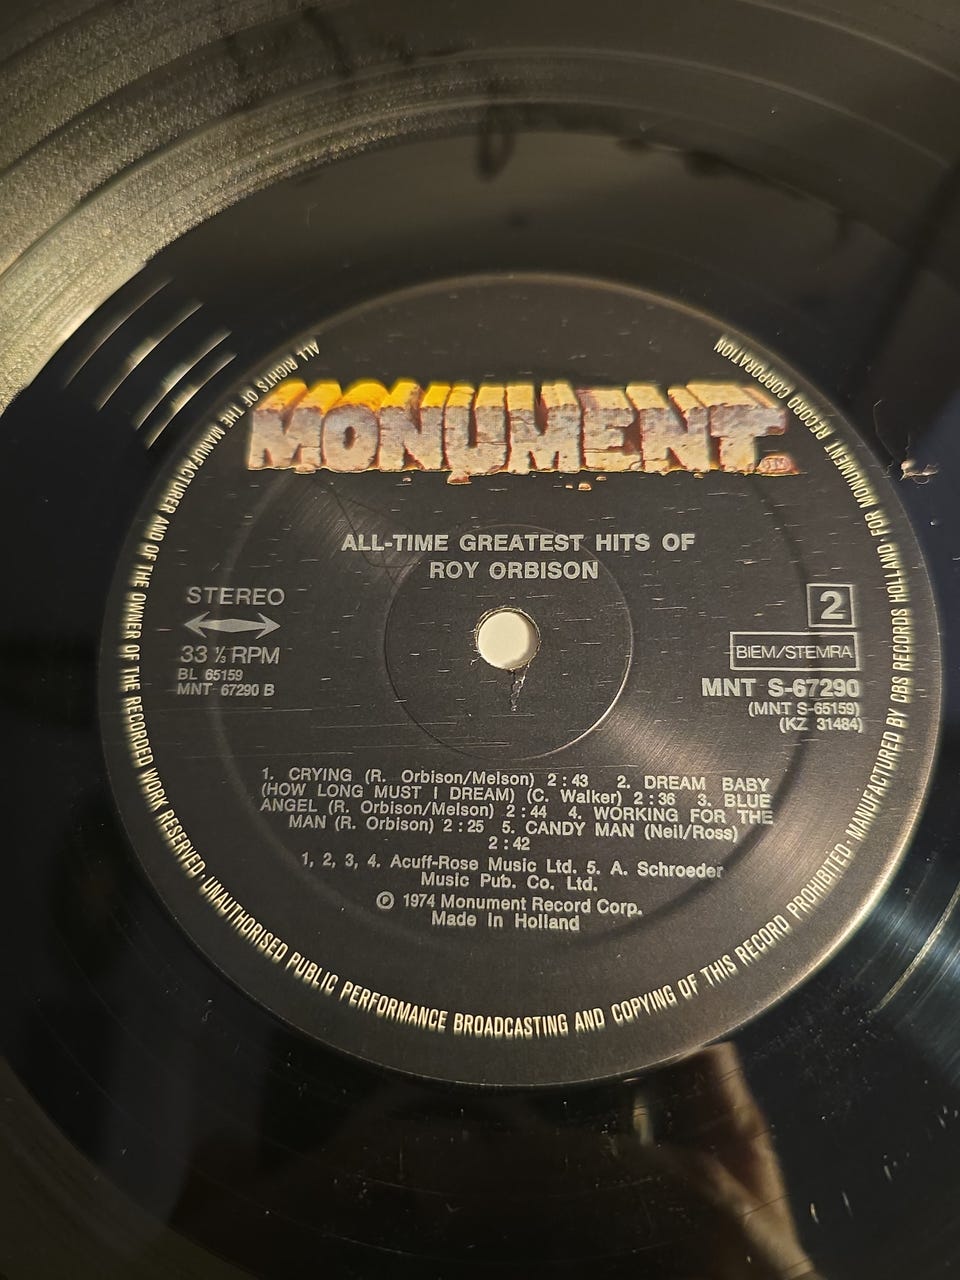 MONUMENT.
ALL-TIME GREATEST HITS OF
ROY ORBISON
STEREO
33 ⅓ RPM
BL 65159
MNT 67290 B
2
BIEM/STEMRA
MNT S-67290
(MNT S-65159)
(KZ 31484)
1. CRYING (R. Orbison/Melson) 2:43 2. DREAM BABY
(HOW LONG MUST I DREAM) (C. Walker) 2:36 3. BLUE
ANGEL (R. Orbison/Melson) 2:44 4. WORKING FOR THE
MAN (R. Orbison) 2:25 5. CANDY MAN (Neil/Ross)
2:42
1, 2, 3, 4. Acuff-Rose Music Ltd. 5. A. Schroeder
Music Pub. Co. Ltd.
℗ 1974 Monument Record Corp.
Made in Holland
ALL RIGHTS OF THE MANUFACTURER AND OF THE OWNER OF THE RECORDED WORK RESERVED · UNAUTHORISED PUBLIC PERFORMANCE BROADCASTING AND COPYING OF THIS RECORD PROHIBITED · MANUFACTURED BY CBS RECORDS HOLLAND · FOR MONUMENT RECORD CORPORATION